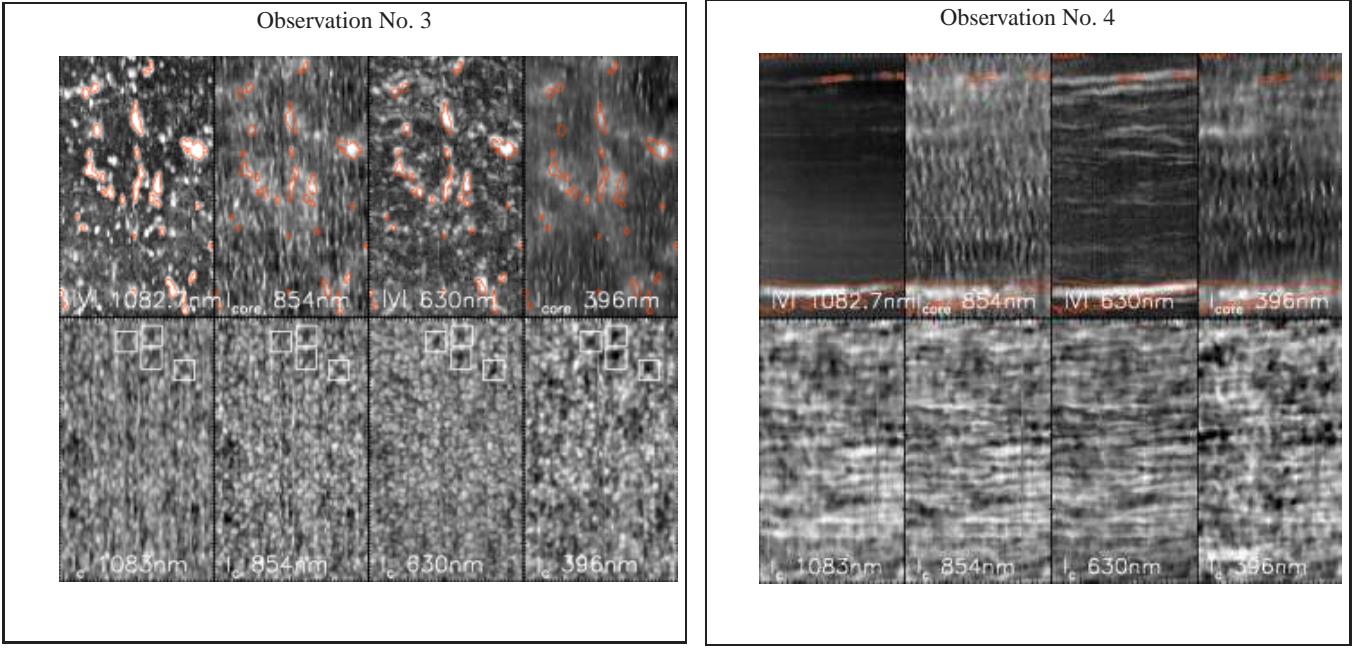 Observation No. 3
|V| 1082.7nm
I core 854nm
|V| 630nm
I core 396nm
I c 1083nm
I c 854nm
I c 630nm
I c 396nm
Observation No. 4
|V| 1082.7nm
I core 854nm
|V| 630nm
I core 396nm
I c 1083nm
I c 854nm
I c 630nm
I c 396nm